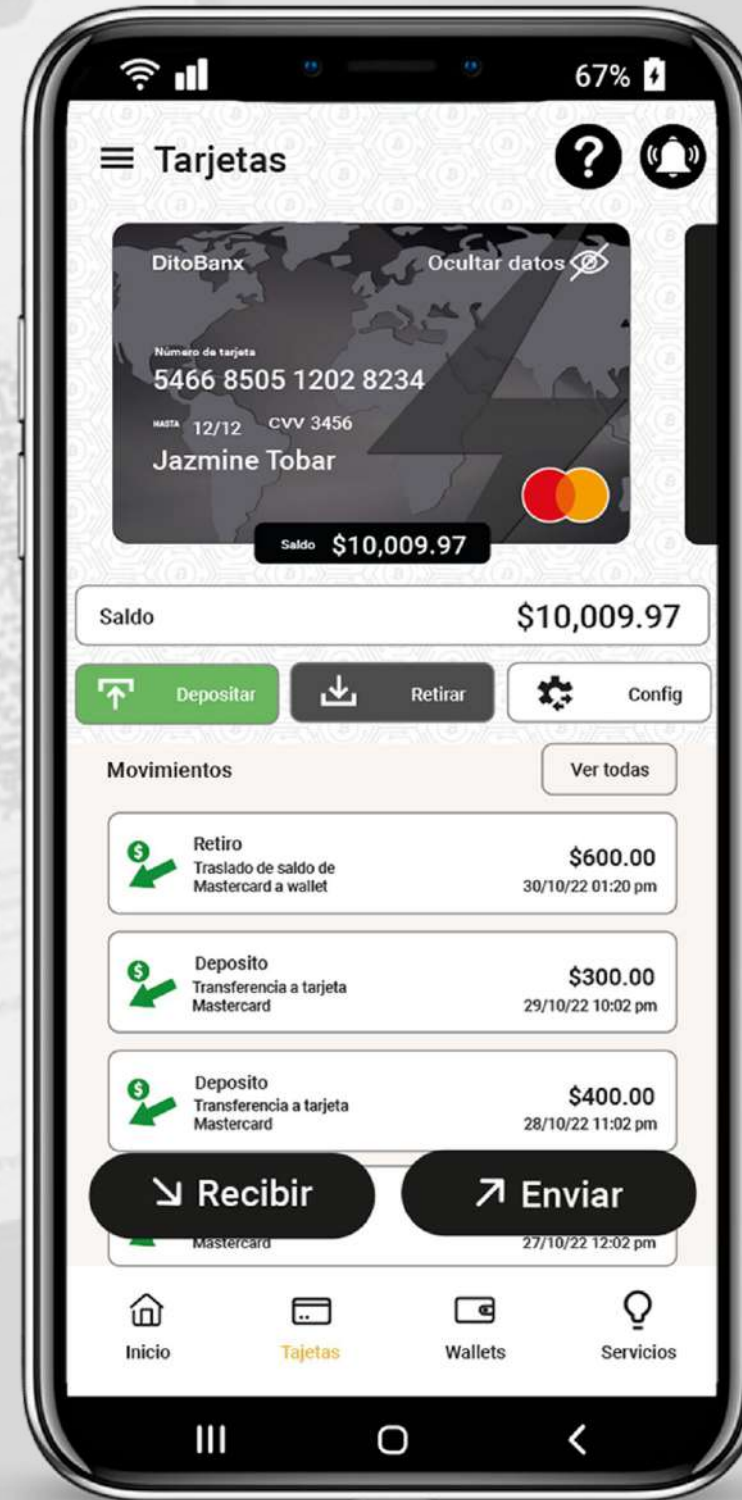 67%
Tarjetas
?
DitoBanx
Ocultar datos
Número de tarjeta
5466 8505 1202 8234
HASTA 12/12 CVV 3456
Jazmine Tobar
Saldo $10,009.97
Saldo $10,009.97
Depositar
Retirar
Config
Movimientos
Ver todas
Retiro
Traslado de saldo de
Mastercard a wallet
$600.00
30/10/22 01:20 pm
Deposito
Transferencia a tarjeta
Mastercard
$300.00
29/10/22 10:02 pm
Deposito
Transferencia a tarjeta
Mastercard
$400.00
28/10/22 11:02 pm
Recibir
Enviar
Mastercard
27/10/22 12:02 pm
Inicio
Tajetas
Wallets
Servicios